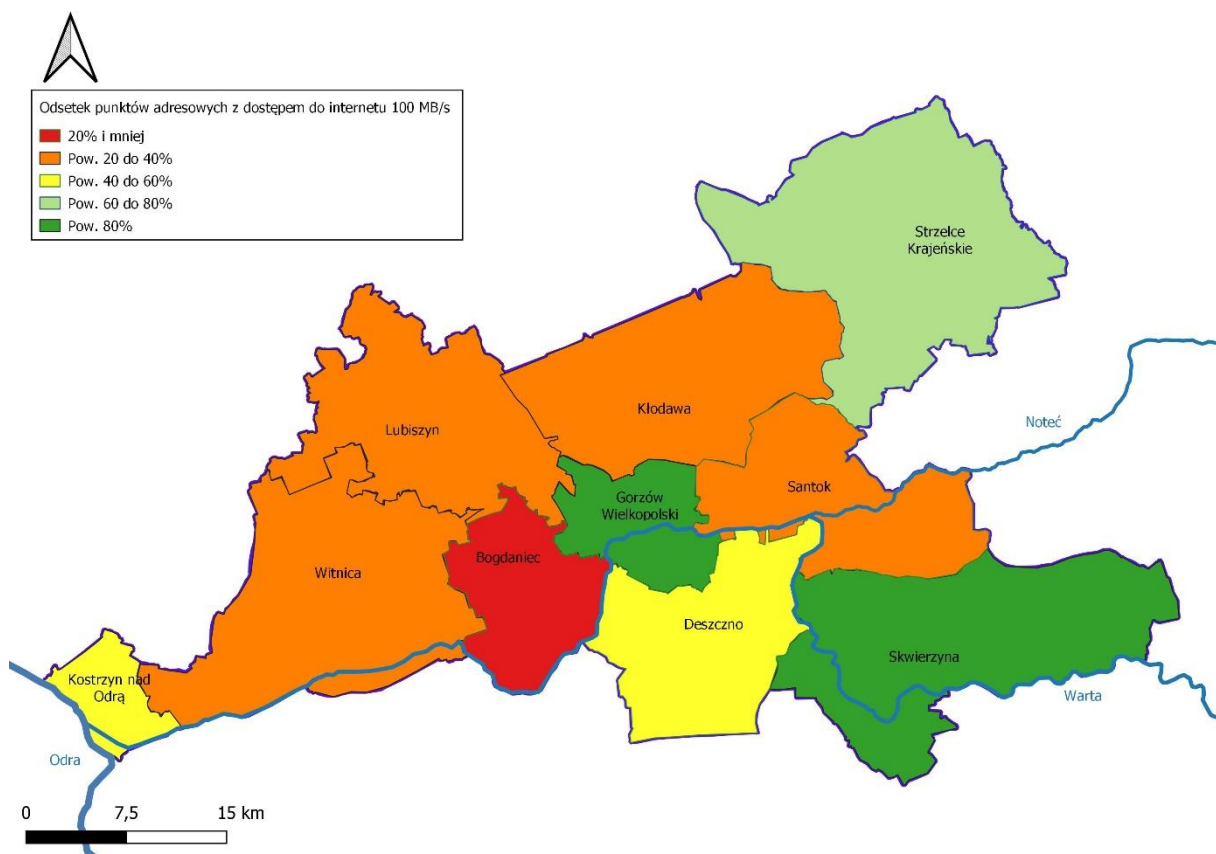 Odsetek punktów adresowych z dostępem do internetu 100 MB/s
20% i mniej
Pow. 20 do 40%
Pow. 40 do 60%
Pow. 60 do 80%
Pow. 80%
Strzelce
Krajeńskie
Kłodawa
Lubiszyn
Noteć
Santok
Gorzów
Wielkopolski
Bogdaniec
Witnica
Deszczno
Skwierzyna
Kostrzyn nad
Odrą
Warta
Odra
0 7,5 15 km